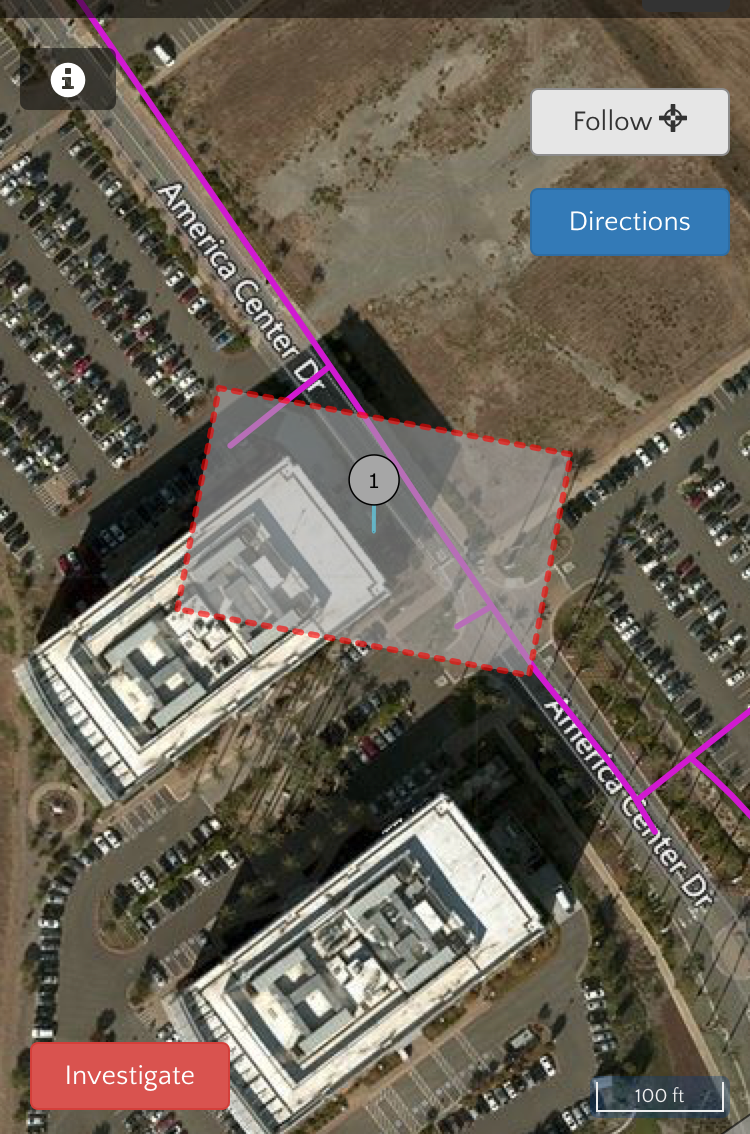 Follow
Directions
America Center Dr
1
America Center Dr
Investigate
100 ft